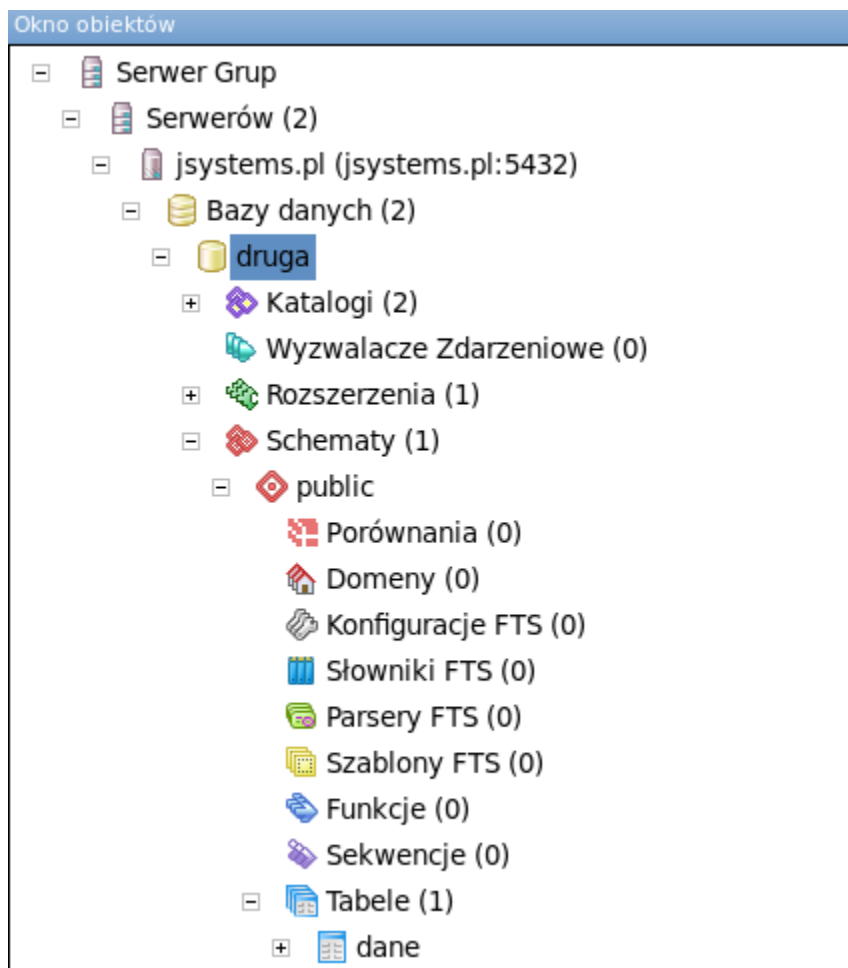 Okno obiektów
Serwer Grup
Serwerów (2)
jsystems.pl (jsystems.pl:5432)
Bazy danych (2)
druga
Katalogi (2)
Wyzwalacze Zdarzeniowe (0)
Rozszerzenia (1)
Schematy (1)
public
Porównania (0)
Domeny (0)
Konfiguracje FTS (0)
Słowniki FTS (0)
Parsery FTS (0)
Szablony FTS (0)
Funkcje (0)
Sekwencje (0)
Tabele (1)
dane